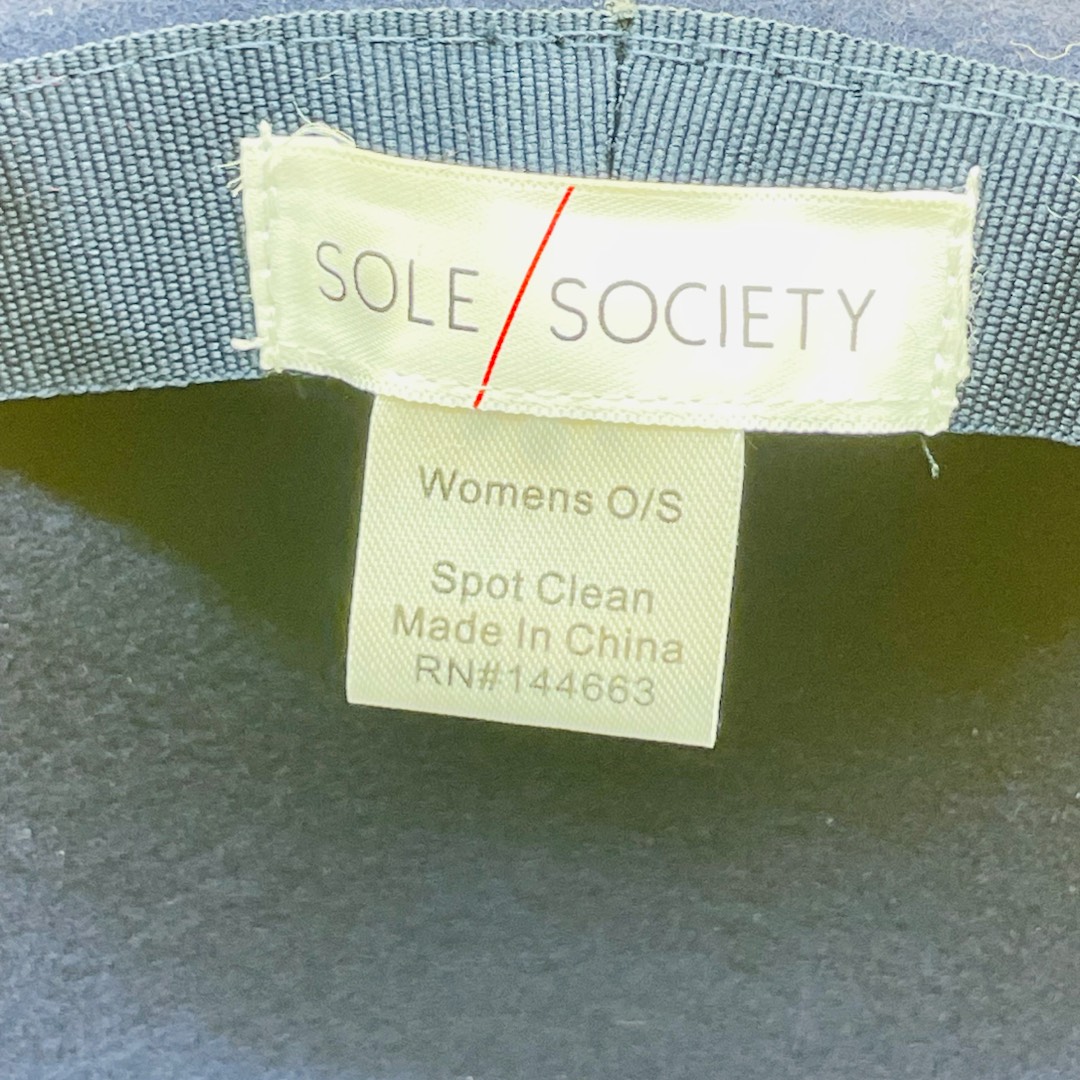 SOLE / SOCIETY
Womens O/S
Spot Clean
Made In China
RN#144663